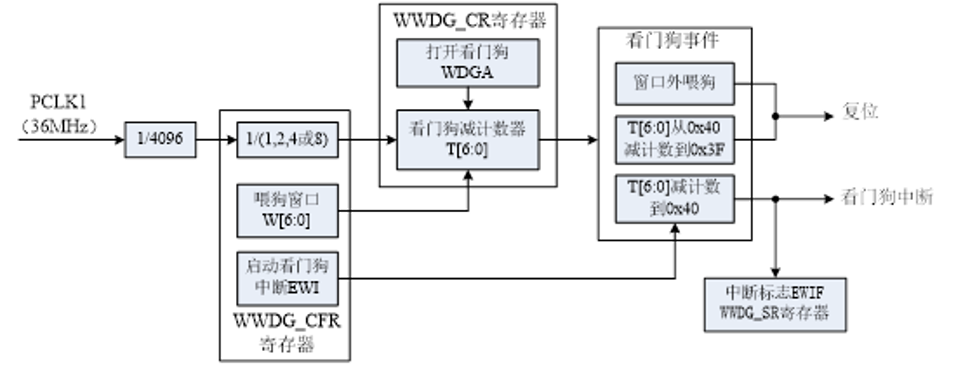 PCLK1
（36MHz）
1/4096
1/(1,2,4或8)
喂狗窗口
W[6:0]
启动看门狗
中断EWI
WWDG_CFR
寄存器
WWDG_CR寄存器
打开看门狗
WDGA
看门狗减计数器
T[6:0]
看门狗事件
窗口外喂狗
T[6:0]从0x40
减计数到0x3F
T[6:0]减计数
到0x40
复位
看门狗中断
中断标志EWIF
WWDG_SR寄存器